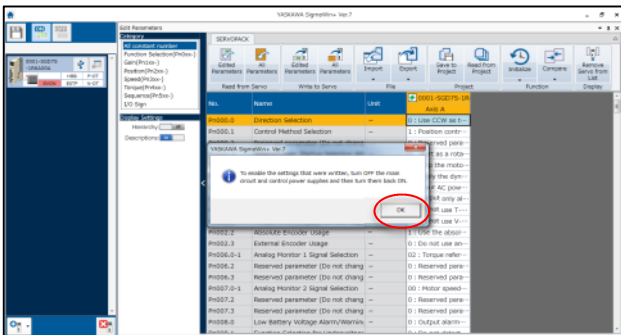 YASKAWA SigmaWin+ Ver.7
Edit Parameters
Category
All constant number
Function Selection(Pn0xx-)
Gain(Pn1xx-)
Position(Pn2xx-)
Speed(Pn3xx-)
Torque(Pn4xx-)
Sequence(Pn5xx-)
I/O Sign
Display Settings
Hierarchy
Descriptions
SERVOPACK
Edited Parameters
All Parameters
Edited Parameters
All Parameters
Import
Export
Save to Project
Read from Project
Initialize
Compare
Remove Servo from List
Read from Servo
Write to Servo
File
Project
Function
Display
No.
Name
Unit
0001-SGD7S-1R
Axis A
Pn000.0 Direction Selection -- 0 : Use CCW as t--
Pn000.1 Control Method Selection -- 1 : Position contr--
YASKAWA SigmaWin+ Ver.7
To enable the settings that were written, turn OFF the main
circuit and control power supplies and then turn them back ON.
OK
Pn002.2 Absolute Encoder Usage -- 0 : Use the absol--
Pn002.3 External Encoder Usage -- 0 : Do not use an--
Pn006.0-1 Analog Monitor 1 Signal Selection -- 02 : Torque refer--
Pn006.2 Reserved parameter (Do not chang -- 0 : Reserved para--
Pn006.3 Reserved parameter (Do not chang -- 0 : Reserved para--
Pn007.0-1 Analog Monitor 2 Signal Selection -- 00 : Motor speed--
Pn007.2 Reserved parameter (Do not chang -- 0 : Reserved para--
Pn007.3 Reserved parameter (Do not chang -- 0 : Reserved para--
Pn008.0 Low Battery Voltage Alarm/Warnin -- 0 : Output alarm--